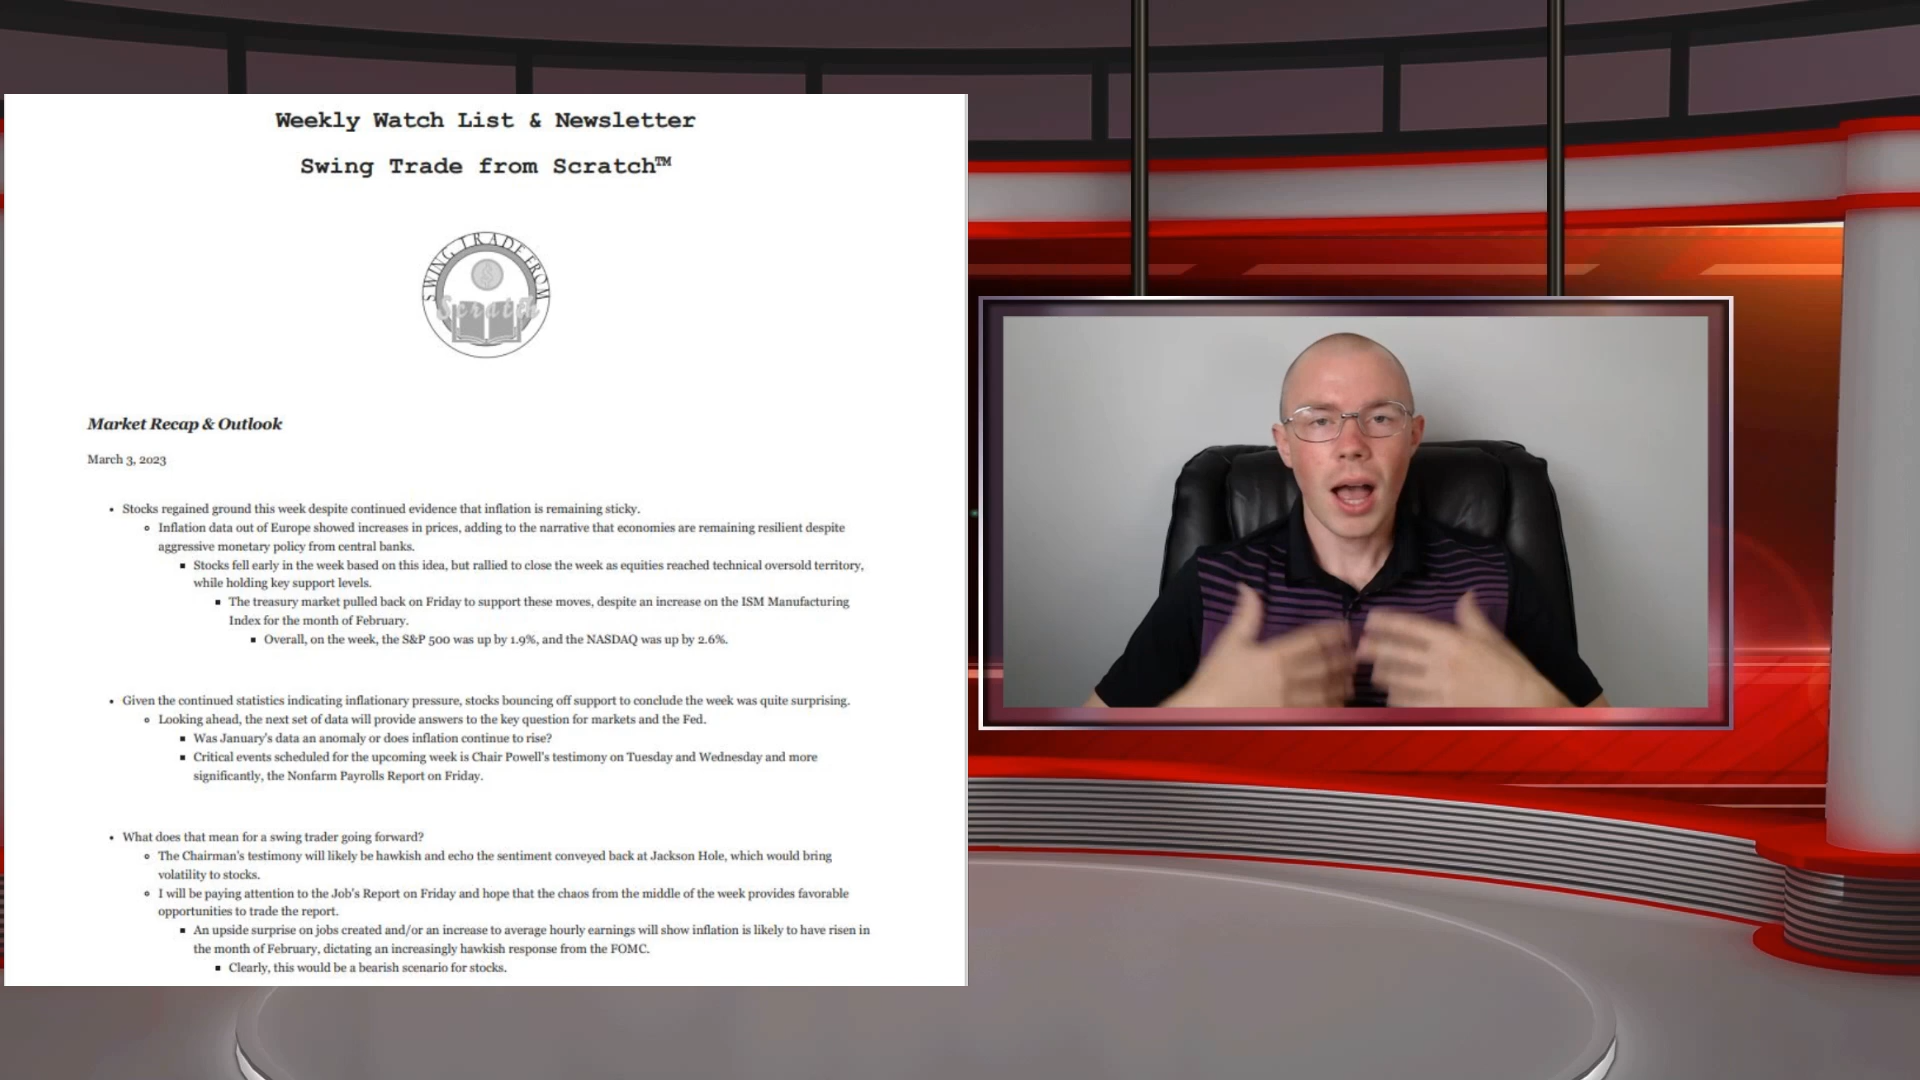 Weekly Watch List & Newsletter
Swing Trade from Scratch™
SWING TRADE FROM
Scratch
Market Recap & Outlook
March 3, 2023
• Stocks regained ground this week despite continued evidence that inflation is remaining sticky.
◦ Inflation data out of Europe showed increases in prices, adding to the narrative that economies are remaining resilient despite
aggressive monetary policy from central banks.
▪ Stocks fell early in the week based on this idea, but rallied to close the week as equities reached technical oversold territory,
while holding key support levels.
▪ The treasury market pulled back on Friday to support these moves, despite an increase on the ISM Manufacturing
Index for the month of February.
▪ Overall, on the week, the S&P 500 was up by 1.9%, and the NASDAQ was up by 2.6%.
• Given the continued statistics indicating inflationary pressure, stocks bouncing off support to conclude the week was quite surprising.
◦ Looking ahead, the next set of data will provide answers to the key question for markets and the Fed.
▪ Was January's data an anomaly or does inflation continue to rise?
▪ Critical events scheduled for the upcoming week is Chair Powell's testimony on Tuesday and Wednesday and more
significantly, the Nonfarm Payrolls Report on Friday.
• What does that mean for a swing trader going forward?
◦ The Chairman's testimony will likely be hawkish and echo the sentiment conveyed back at Jackson Hole, which would bring
volatility to stocks.
◦ I will be paying attention to the Job's Report on Friday and hope that the chaos from the middle of the week provides favorable
opportunities to trade the report.
▪ An upside surprise on jobs created and/or an increase to average hourly earnings will show inflation is likely to have risen in
the month of February, dictating an increasingly hawkish response from the FOMC.
▪ Clearly, this would be a bearish scenario for stocks.